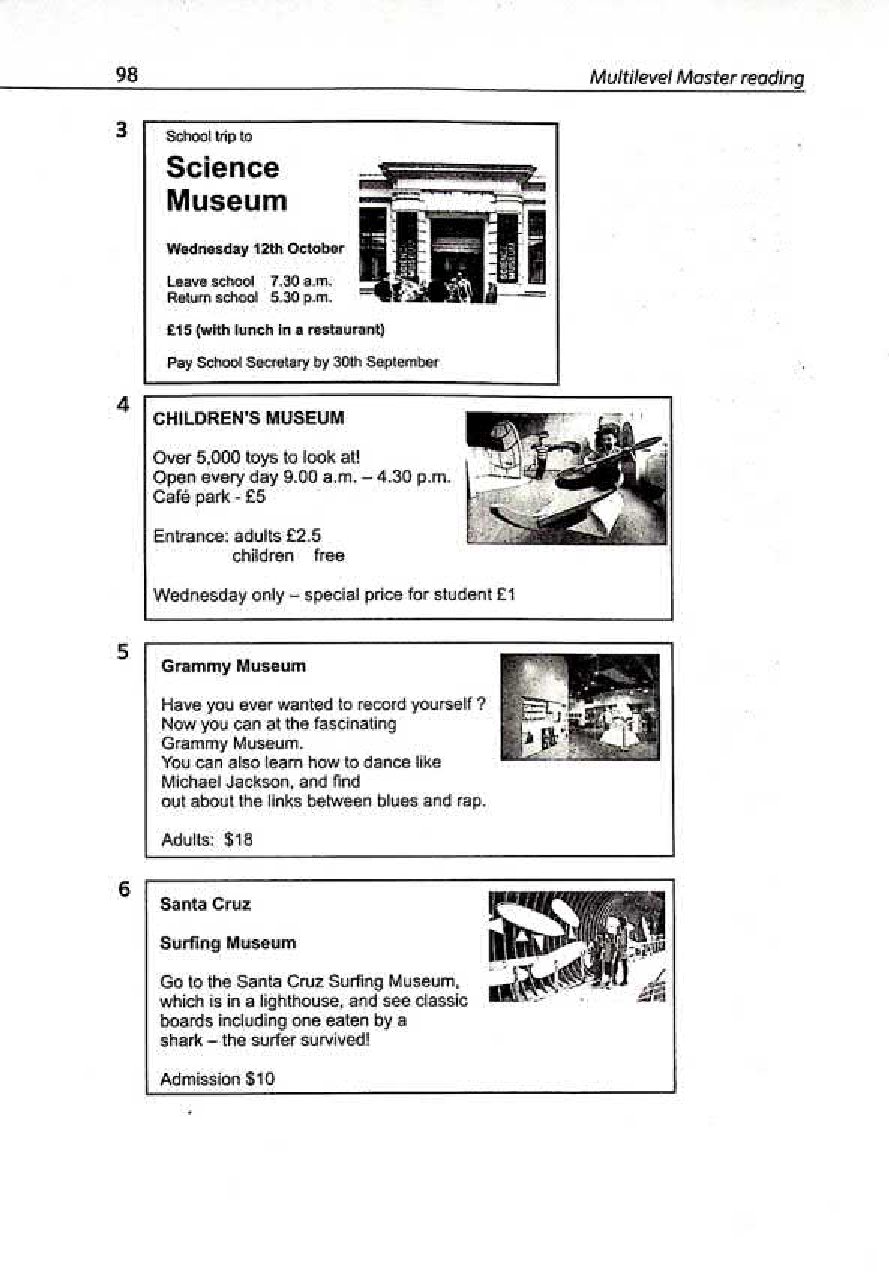 98
Multilevel Master reading
3
School trip to
Science
Museum
Wednesday 12th October
Leave school 7.30 a.m.
Return school 5.30 p.m.
£15 (with lunch in a restaurant)
Pay School Secretary by 30th September
SCIENCE MUSEUM
SCIENCE MUSEUM
4
CHILDREN'S MUSEUM
Over 5,000 toys to look at!
Open every day 9.00 a.m. – 4.30 p.m.
Café park - £5
Entrance: adults £2.5
children free
Wednesday only – special price for student £1
5
Grammy Museum
Have you ever wanted to record yourself ?
Now you can at the fascinating
Grammy Museum.
You can also learn how to dance like
Michael Jackson, and find
out about the links between blues and rap.
Adults: $18
6
Santa Cruz
Surfing Museum
Go to the Santa Cruz Surfing Museum,
which is in a lighthouse, and see classic
boards including one eaten by a
shark – the surfer survived!
Admission $10